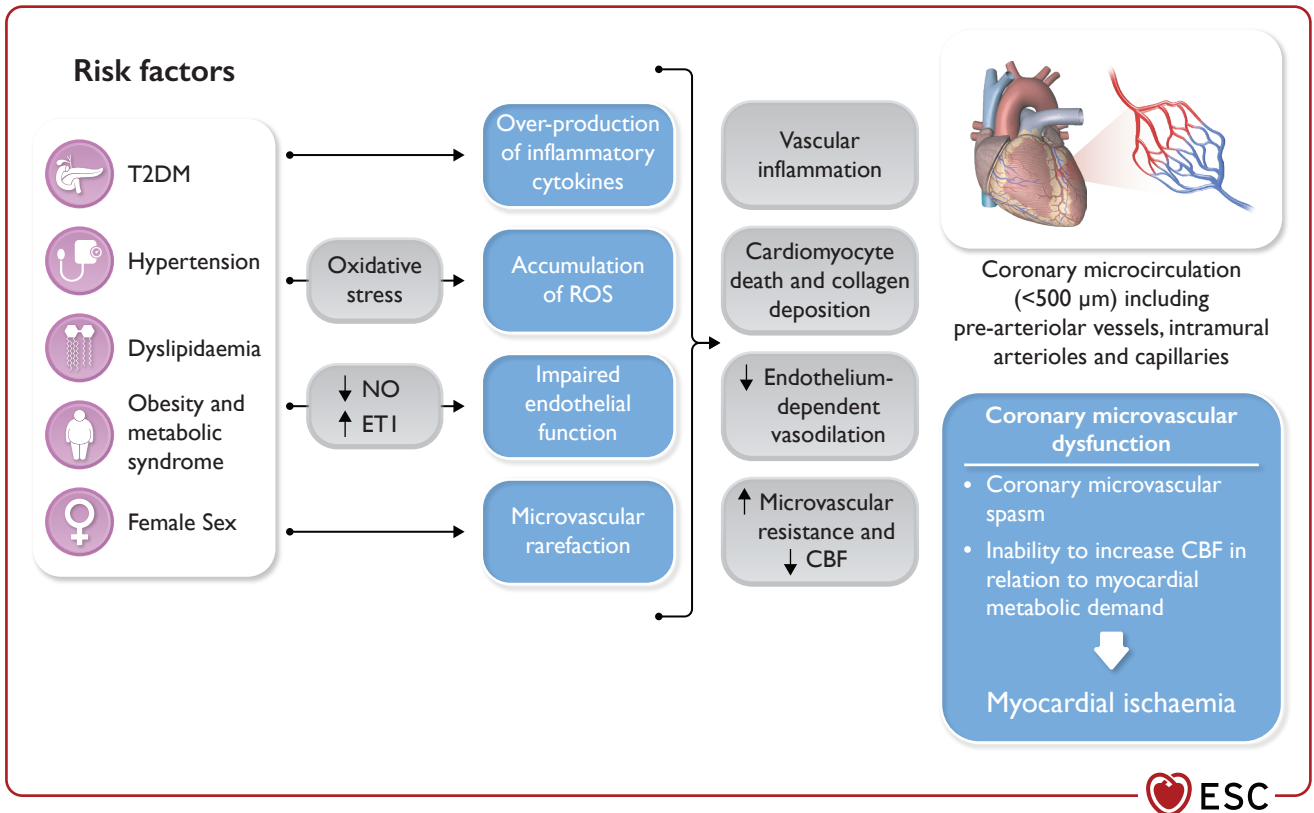 Risk factors
T2DM
Hypertension
Dyslipidaemia
Obesity and
metabolic
syndrome
Female Sex
Oxidative
stress
↓ NO
↑ ET1
Over-production
of inflammatory
cytokines
Accumulation
of ROS
Impaired
endothelial
function
Microvascular
rarefaction
Vascular
inflammation
Cardiomyocyte
death and collagen
deposition
↓ Endothelium-
dependent
vasodilation
↑ Microvascular
resistance and
↓ CBF
Coronary microcirculation
(<500 µm) including
pre-arteriolar vessels, intramural
arterioles and capillaries
Coronary microvascular
dysfunction
• Coronary microvascular
spasm
• Inability to increase CBF in
relation to myocardial
metabolic demand
Myocardial ischaemia
ESC